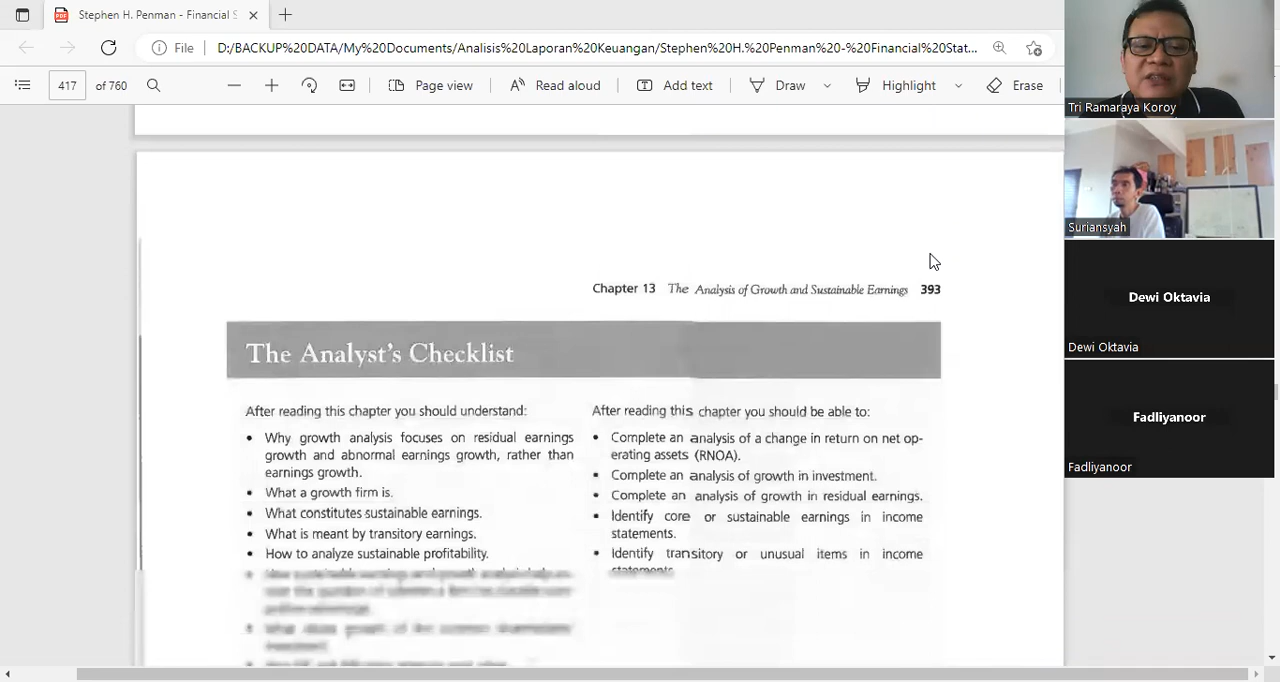 Stephen H. Penman - Financial S
File
D:/BACKUP%20DATA/My%20Documents/Analisis%20Laporan%20Keuangan/Stephen%20H.%20Penman%20-%20Financial%20Stat...
417 of 760
Page view
Read aloud
Add text
Draw
Highlight
Erase
Tri Ramaraya Koroy
Suriansyah
Dewi Oktavia
Dewi Oktavia
Fadliyanoor
Fadliyanoor
Chapter 13 The Analysis of Growth and Sustainable Earnings 393
The Analyst's Checklist
After reading this chapter you should understand:
• Why growth analysis focuses on residual earnings
growth and abnormal earnings growth, rather than
earnings growth.
• What a growth firm is.
• What constitutes sustainable earnings.
• What is meant by transitory earnings.
• How to analyze sustainable profitability.
After reading this chapter you should be able to:
• Complete an analysis of a change in return on net op-
erating assets (RNOA).
• Complete an analysis of growth in investment.
• Complete an analysis of growth in residual earnings.
• Identify core or sustainable earnings in income
statements.
• Identify transitory or unusual items in income
statements